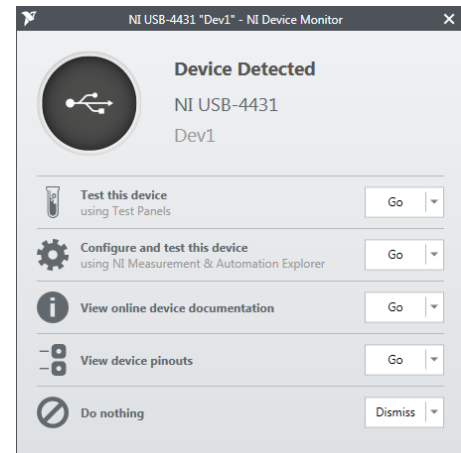 NI USB-4431 "Dev1" - NI Device Monitor
Device Detected
NI USB-4431
Dev1
Test this device
using Test Panels
Go
Configure and test this device
using NI Measurement & Automation Explorer
Go
View online device documentation
Go
View device pinouts
Go
Do nothing
Dismiss